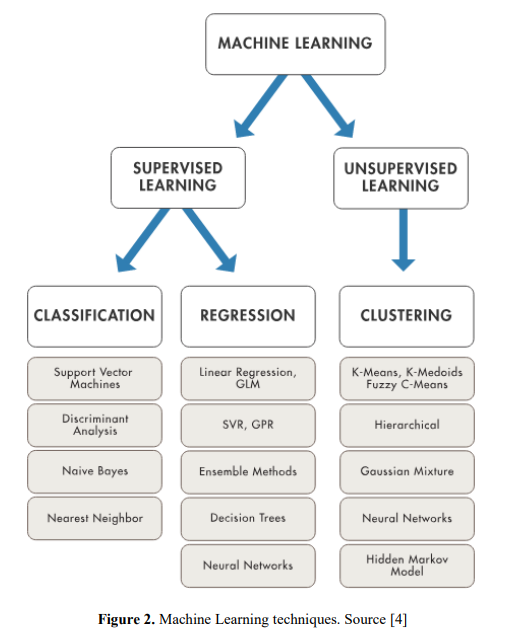 MACHINE LEARNING
SUPERVISED
LEARNING
UNSUPERVISED
LEARNING
CLASSIFICATION
Support Vector
Machines
Discriminant
Analysis
Naive Bayes
Nearest Neighbor
REGRESSION
Linear Regression,
GLM
SVR, GPR
Ensemble Methods
Decision Trees
Neural Networks
CLUSTERING
K-Means, K-Medoids
Fuzzy C-Means
Hierarchical
Gaussian Mixture
Neural Networks
Hidden Markov
Model
Figure 2. Machine Learning techniques. Source [4]